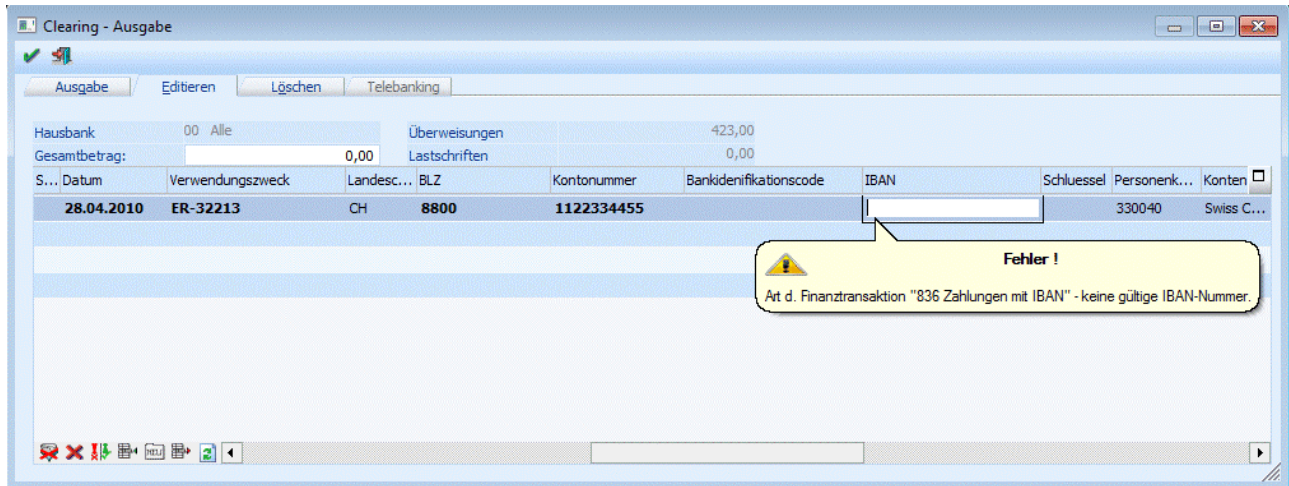 Clearing - Ausgabe
Ausgabe Editieren Löschen Telebanking
Hausbank 00 Alle Überweisungen 423,00
Gesamtbetrag: 0,00 Lastschriften 0,00
S... Datum Verwendungszweck Landesc... BLZ Kontonummer Bankidenifikationscode IBAN Schluessel Personenk... Konten
28.04.2010 ER-32213 CH 8800 1122334455 330040 Swiss C...
Fehler !
Art d. Finanztransaktion "836 Zahlungen mit IBAN" - keine gültige IBAN-Nummer.
NEU